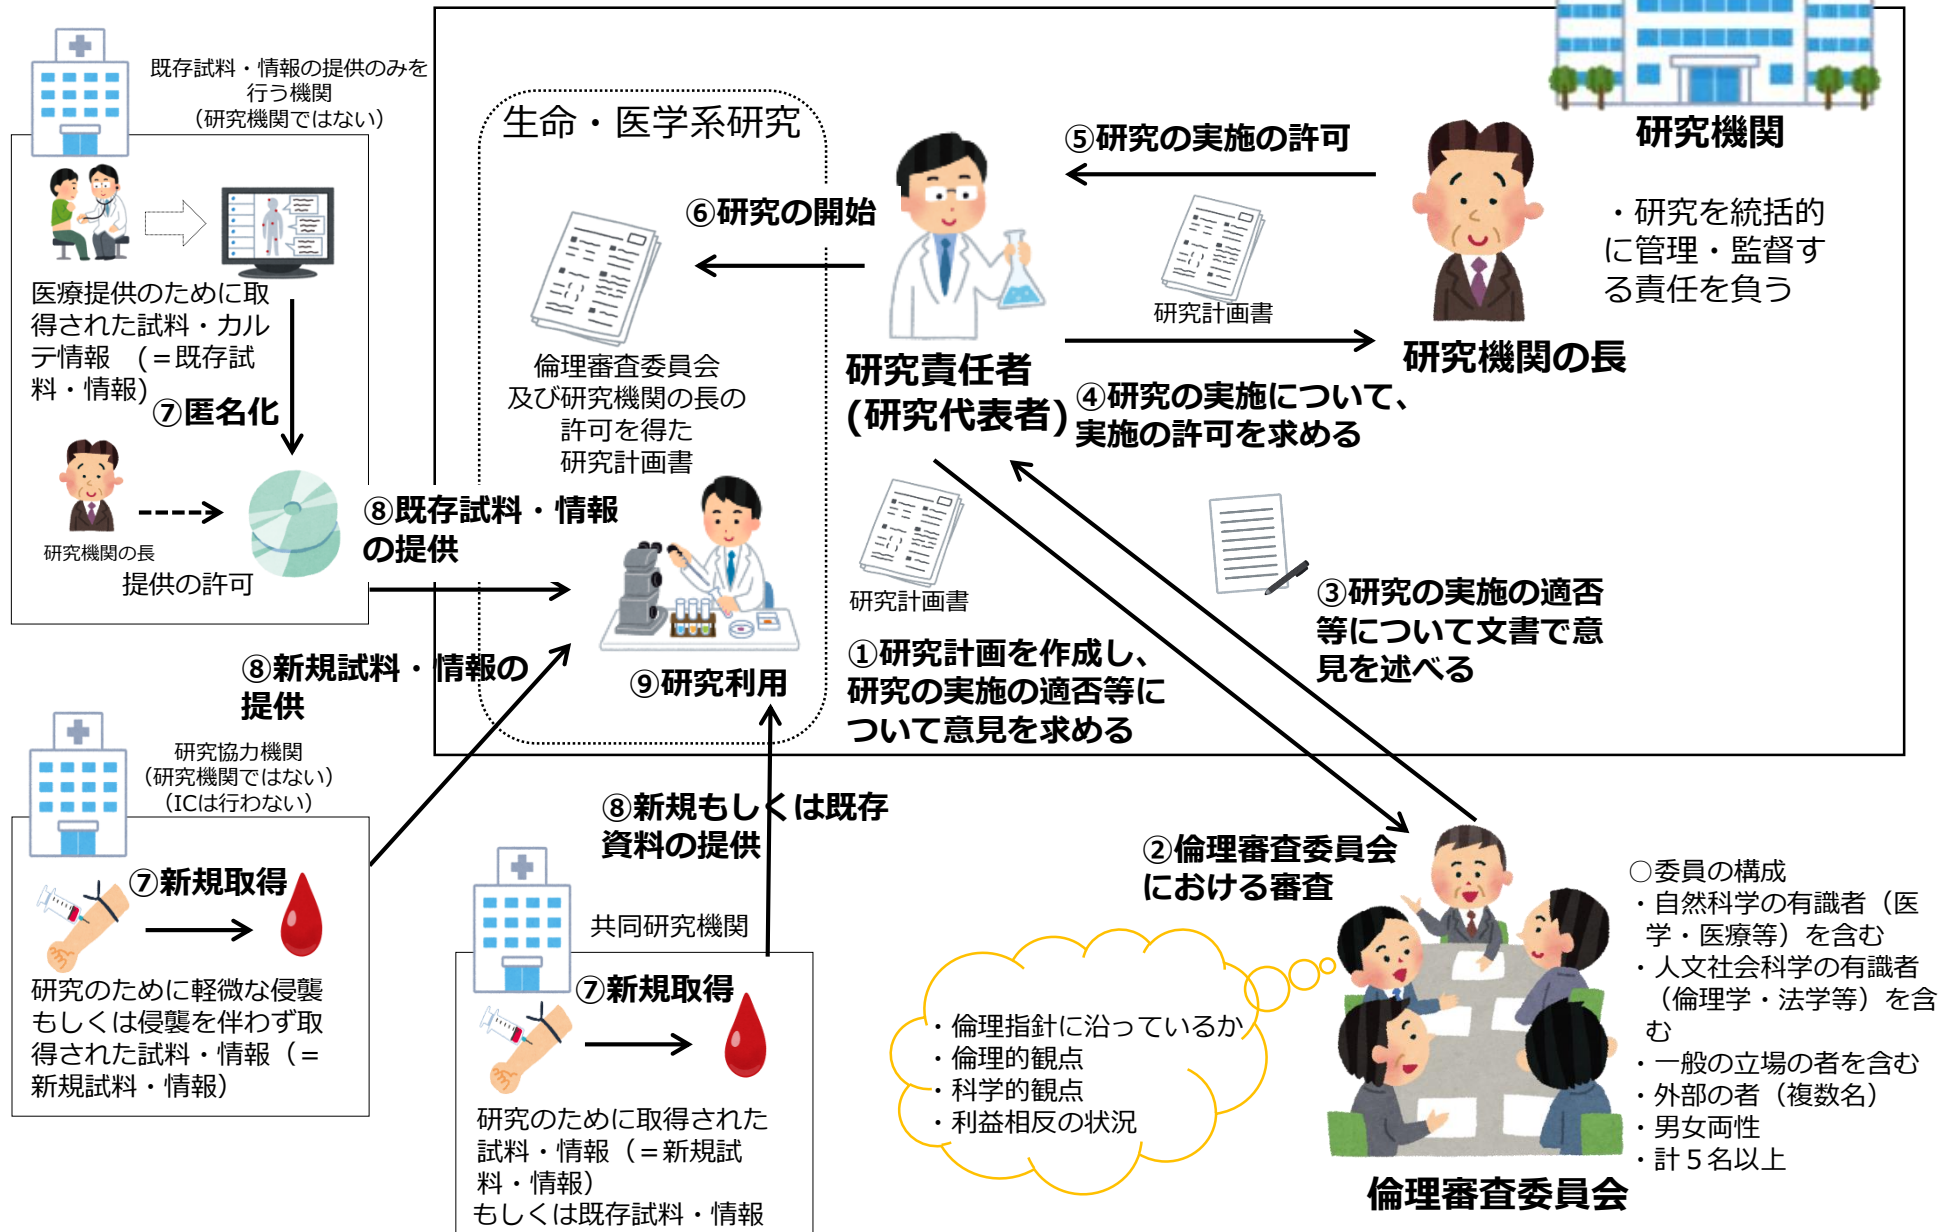 既存試料・情報の提供のみを
行う機関
（研究機関ではない）
医療提供のために取
得された試料・カル
テ情報　(＝既存試
料・情報)
⑦匿名化
研究機関の長
提供の許可
⑧既存試料・情報
の提供
生命・医学系研究
⑥研究の開始
倫理審査委員会
及び研究機関の長の
許可を得た
研究計画書
⑨研究利用
研究責任者
(研究代表者)
⑤研究の実施の許可
研究計画書
④研究の実施について、
実施の許可を求める
研究機関の長
研究機関
・研究を統括的
に管理・監督す
る責任を負う
研究計画書
①研究計画を作成し、
研究の実施の適否等に
ついて意見を求める
③研究の実施の適否
等について文書で意
見を述べる
⑧新規試料・情報の
提供
研究協力機関
（研究機関ではない）
（ICは行わない）
⑦新規取得
研究のために軽微な侵襲
もしくは侵襲を伴わず取
得された試料・情報（＝
新規試料・情報）
⑧新規もしくは既存
資料の提供
共同研究機関
⑦新規取得
研究のために取得された
試料・情報（＝新規試
料・情報）
もしくは既存試料・情報
②倫理審査委員会
における審査
・倫理指針に沿っているか
・倫理的観点
・科学的観点
・利益相反の状況
倫理審査委員会
○委員の構成
・自然科学の有識者（医
学・医療等）を含む
・人文社会科学の有識者
（倫理学・法学等）を含
む
・一般の立場の者を含む
・外部の者（複数名）
・男女両性
・計５名以上